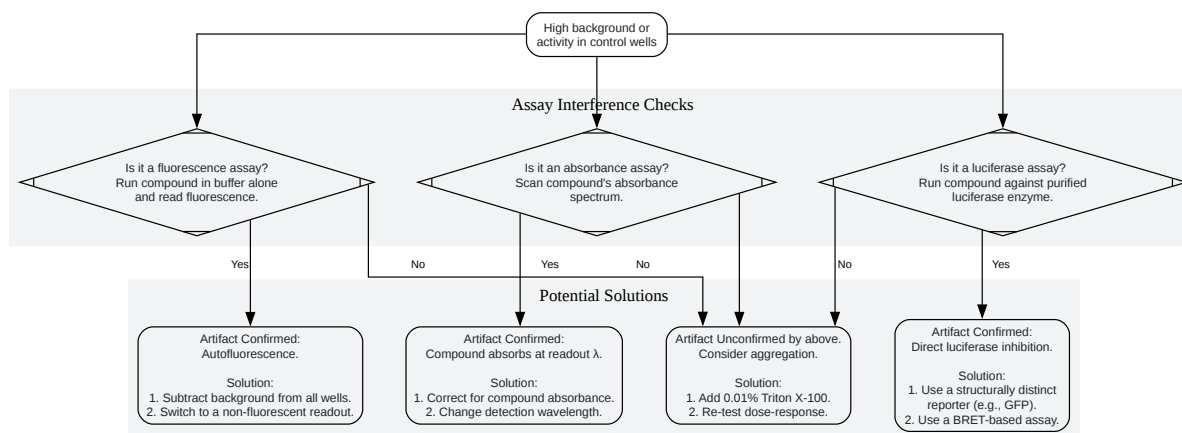 High background or
activity in control wells
Assay Interference Checks
Is it a fluorescence assay?
Run compound in buffer alone
and read fluorescence.
Is it an absorbance assay?
Scan compound's absorbance
spectrum.
Is it a luciferase assay?
Run compound against purified
luciferase enzyme.
Yes
No
Yes
No
No
Yes
Potential Solutions
Artifact Confirmed:
Autofluorescence.
Solution:
1. Subtract background from all wells.
2. Switch to a non-fluorescent readout.
Artifact Confirmed:
Compound absorbs at readout λ.
Solution:
1. Correct for compound absorbance.
2. Change detection wavelength.
Artifact Unconfirmed by above.
Consider aggregation.
Solution:
1. Add 0.01% Triton X-100.
2. Re-test dose-response.
Artifact Confirmed:
Direct luciferase inhibition.
Solution:
1. Use a structurally distinct
reporter (e.g., GFP).
2. Use a BRET-based assay.